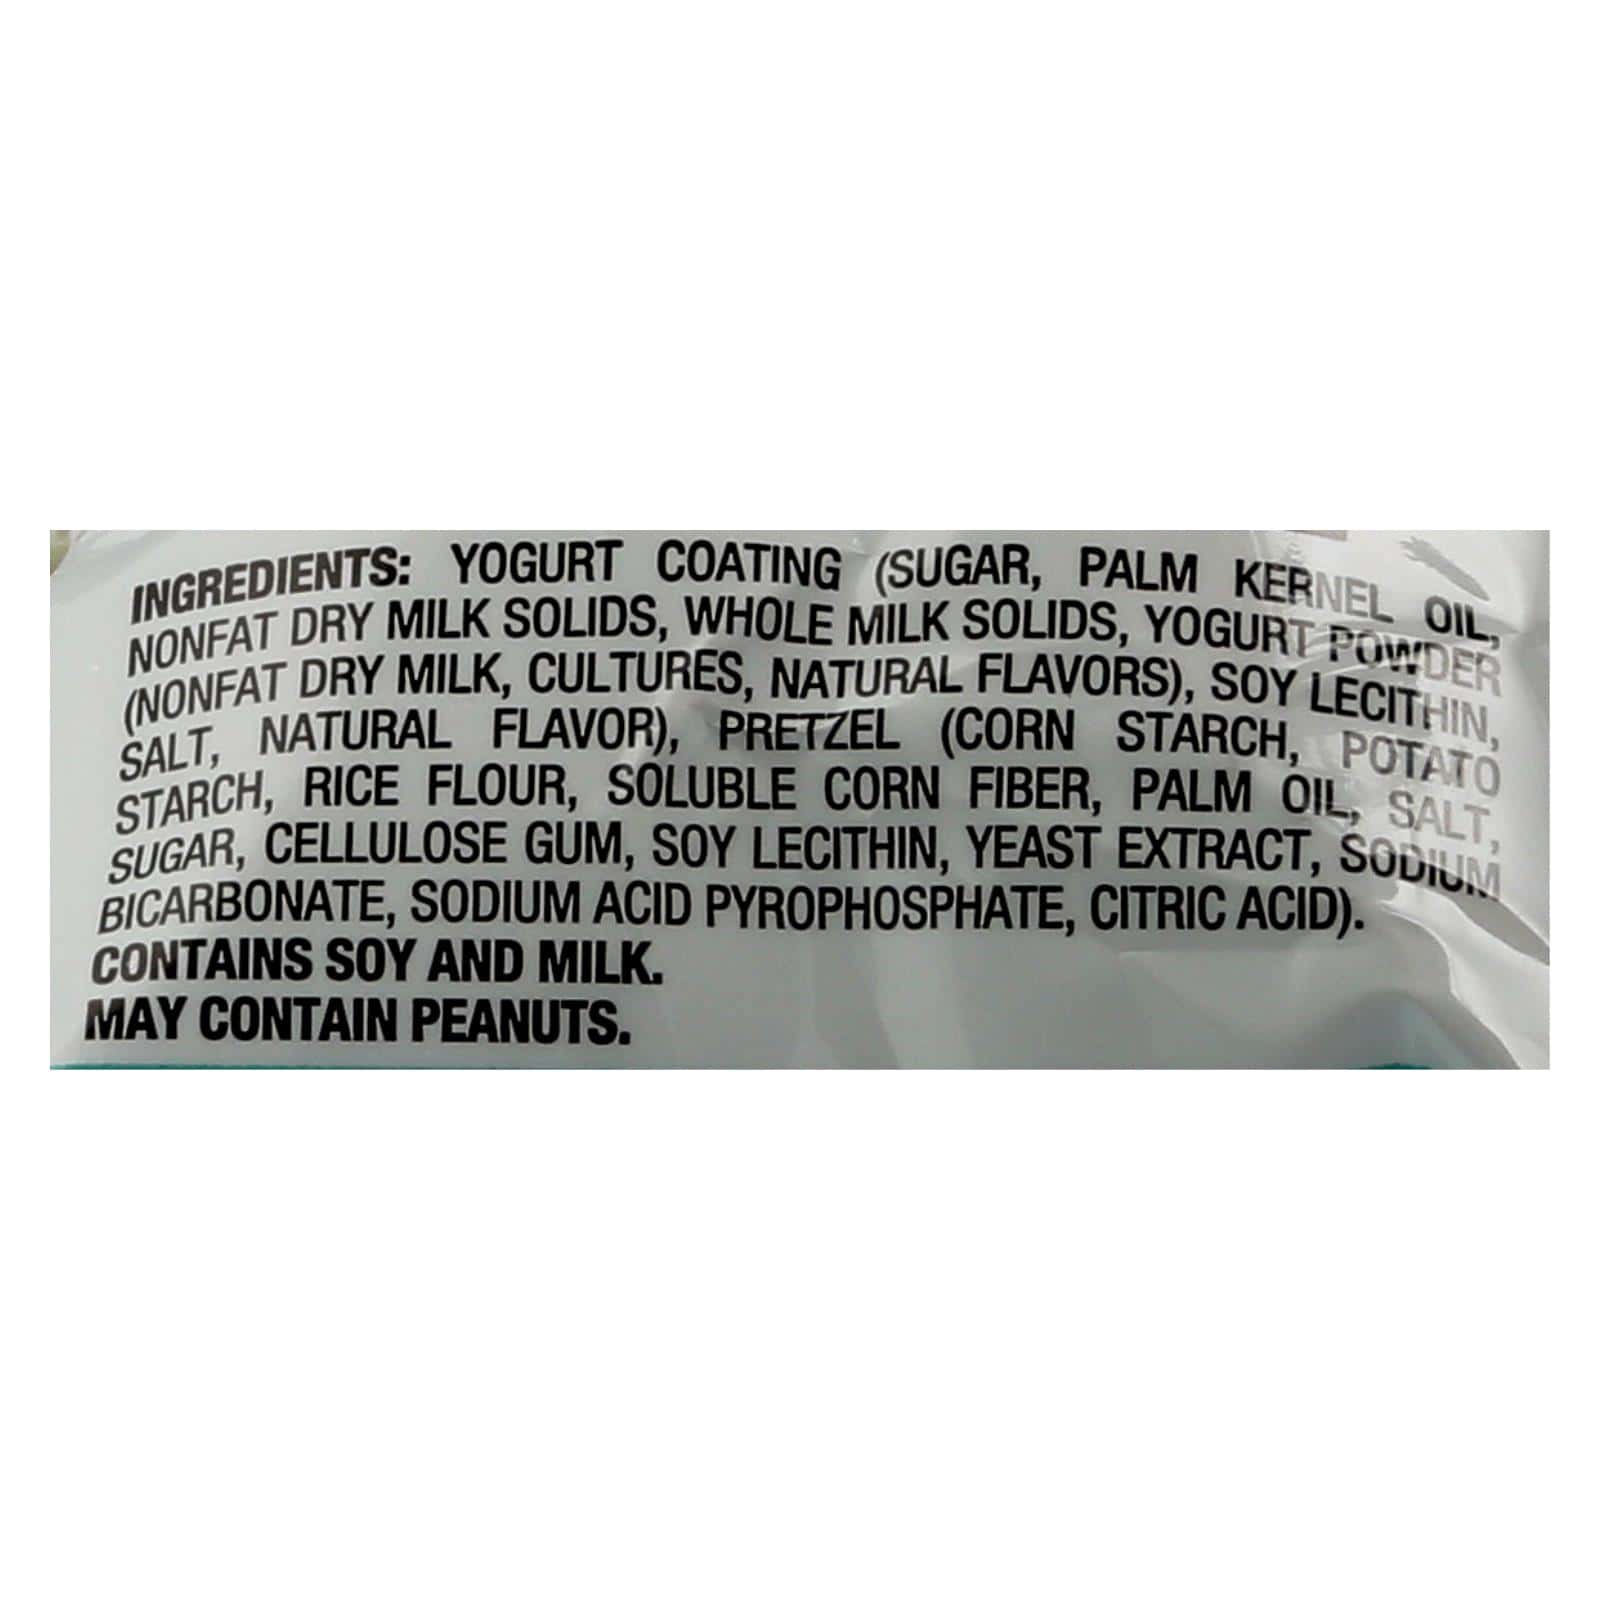 INGREDIENTS: YOGURT COATING (SUGAR, PALM KERNEL OIL,
NONFAT DRY MILK SOLIDS, WHOLE MILK SOLIDS, YOGURT POWDER
(NONFAT DRY MILK, CULTURES, NATURAL FLAVORS), SOY LECITHIN,
SALT, NATURAL FLAVOR), PRETZEL (CORN STARCH, POTATO
STARCH, RICE FLOUR, SOLUBLE CORN FIBER, PALM OIL, SALT,
SUGAR, CELLULOSE GUM, SOY LECITHIN, YEAST EXTRACT, SODIUM
BICARBONATE, SODIUM ACID PYROPHOSPHATE, CITRIC ACID).
CONTAINS SOY AND MILK.
MAY CONTAIN PEANUTS.